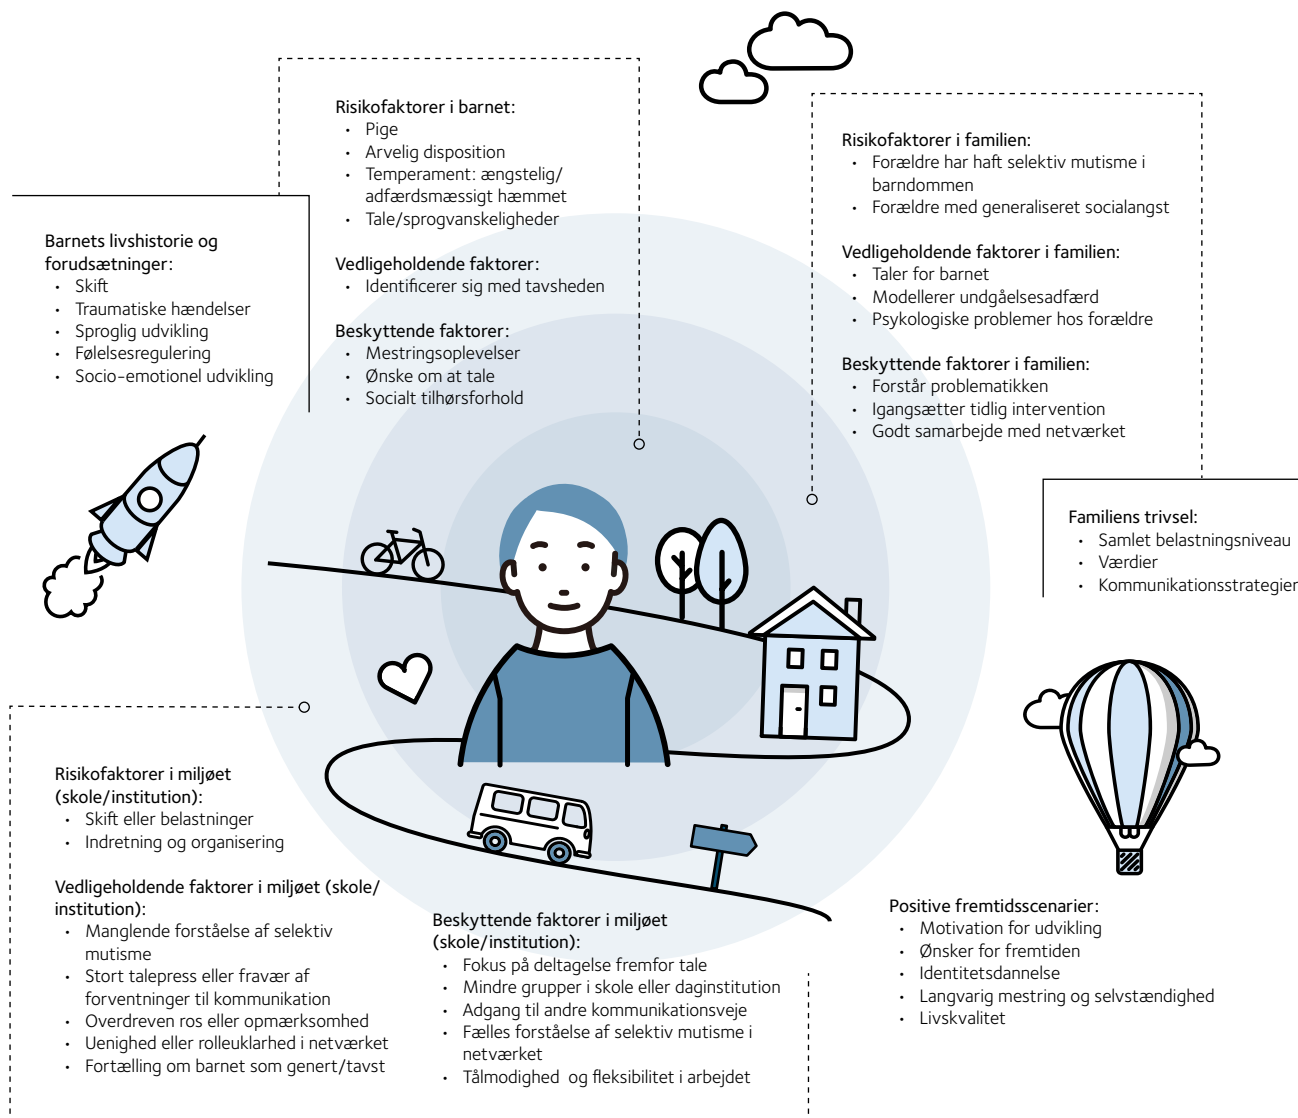 Risikofaktorer i barnet:
• Pige
• Arvelig disposition
• Temperament: ængstelig/
adfærdsmæssigt hæmmet
• Tale/sprogvanskeligheder
Vedligeholdende faktorer:
• Identificerer sig med tavsheden
Beskyttende faktorer:
• Mestringsoplevelser
• Ønske om at tale
• Socialt tilhørsforhold
Risikofaktorer i familien:
• Forældre har haft selektiv mutisme i
barndommen
• Forældre med generaliseret socialangst
Vedligeholdende faktorer i familien:
• Taler for barnet
• Modellerer undgåelsesadfærd
• Psykologiske problemer hos forældre
Beskyttende faktorer i familien:
• Forstår problematikken
• Igangsætter tidlig intervention
• Godt samarbejde med netværket
Barnets livshistorie og
forudsætninger:
• Skift
• Traumatiske hændelser
• Sproglig udvikling
• Følelsesregulering
• Socio-emotionel udvikling
Familiens trivsel:
• Samlet belastningsniveau
• Værdier
• Kommunikationsstrategier
Risikofaktorer i miljøet
(skole/institution):
• Skift eller belastninger
• Indretning og organisering
Vedligeholdende faktorer i miljøet (skole/
institution):
• Manglende forståelse af selektiv
mutisme
• Stort talepress eller fravær af
forventninger til kommunikation
• Overdreven ros eller opmærksomhed
• Uenighed eller rolleuklarhed i netværket
• Fortælling om barnet som genert/tavst
Beskyttende faktorer i miljøet
(skole/institution):
• Fokus på deltagelse fremfor tale
• Mindre grupper i skole eller daginstitution
• Adgang til andre kommunikationsveje
• Fælles forståelse af selektiv mutisme i
netværket
• Tålmodighed og fleksibilitet i arbejdet
Positive fremtidsscenarier:
• Motivation for udvikling
• Ønsker for fremtiden
• Identitetsdannelse
• Langvarig mestring og selvstændighed
• Livskvalitet